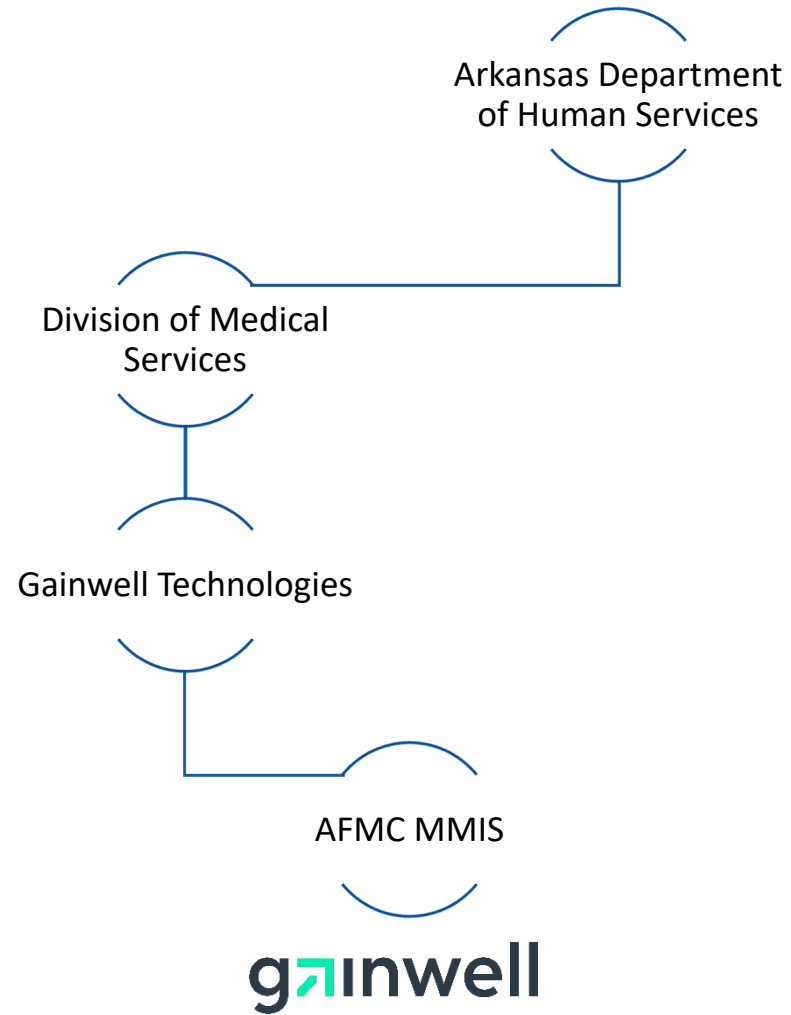 Arkansas Department
of Human Services
Division of Medical
Services
Gainwell Technologies
AFMC MMIS
gainwell